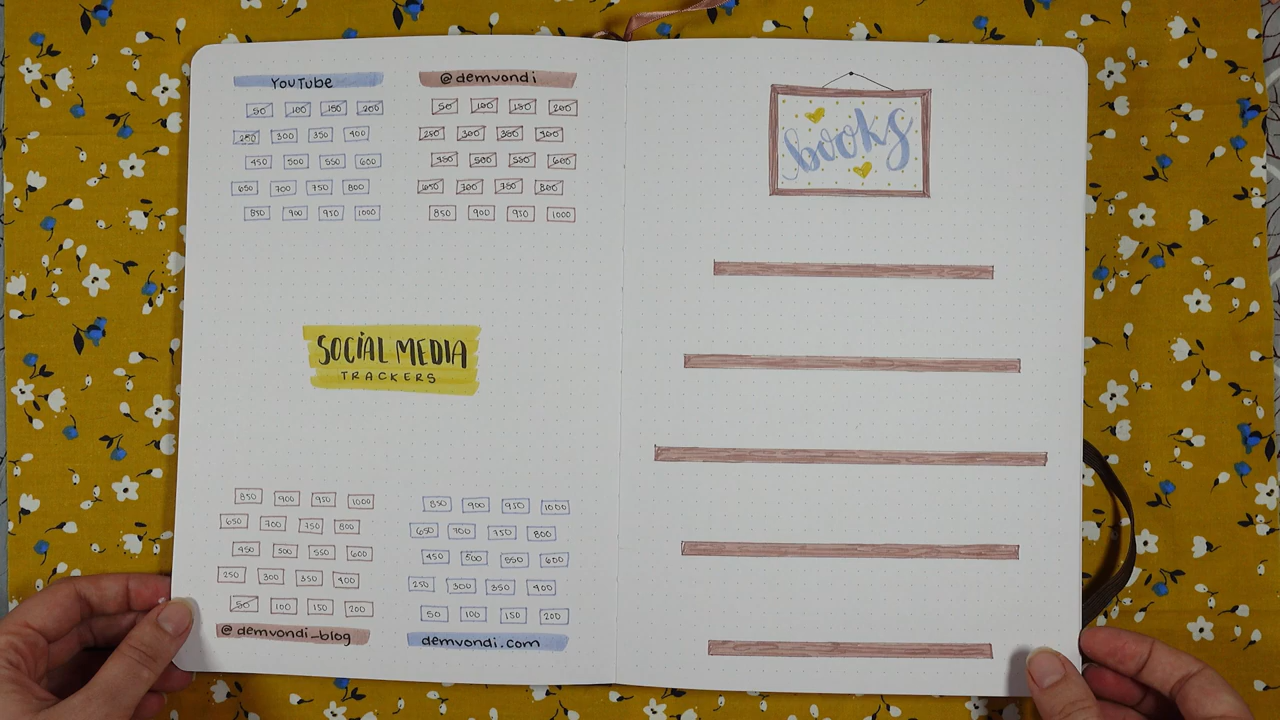 YOUTUBE
50 100 150 200
250 300 350 400
450 500 550 600
650 700 750 800
850 900 950 1000
@demvondi
50 100 150 200
250 300 350 400
450 500 550 600
650 700 750 800
850 900 950 1000
SOCIAL MEDIA
TRACKERS
850 900 950 1000
650 700 750 800
450 500 550 600
250 300 350 400
50 100 150 200
@demvondi_blog
850 900 950 1000
650 700 750 800
450 500 550 600
250 300 350 400
50 100 150 200
demvondi.com
books